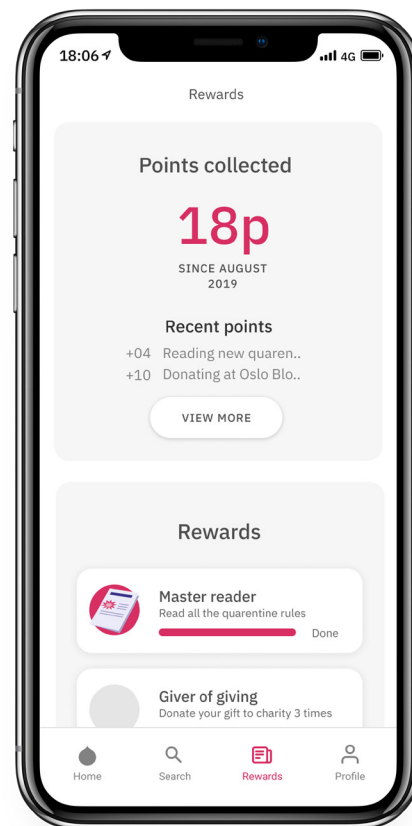 18:06
4G
Rewards
Points collected
18p
SINCE AUGUST
2019
Recent points
+04 Reading new quaren..
+10 Donating at Oslo Blo..
VIEW MORE
Rewards
Master reader
Read all the quarentine rules
Done
Giver of giving
Donate your gift to charity 3 times
Home Search Rewards Profile